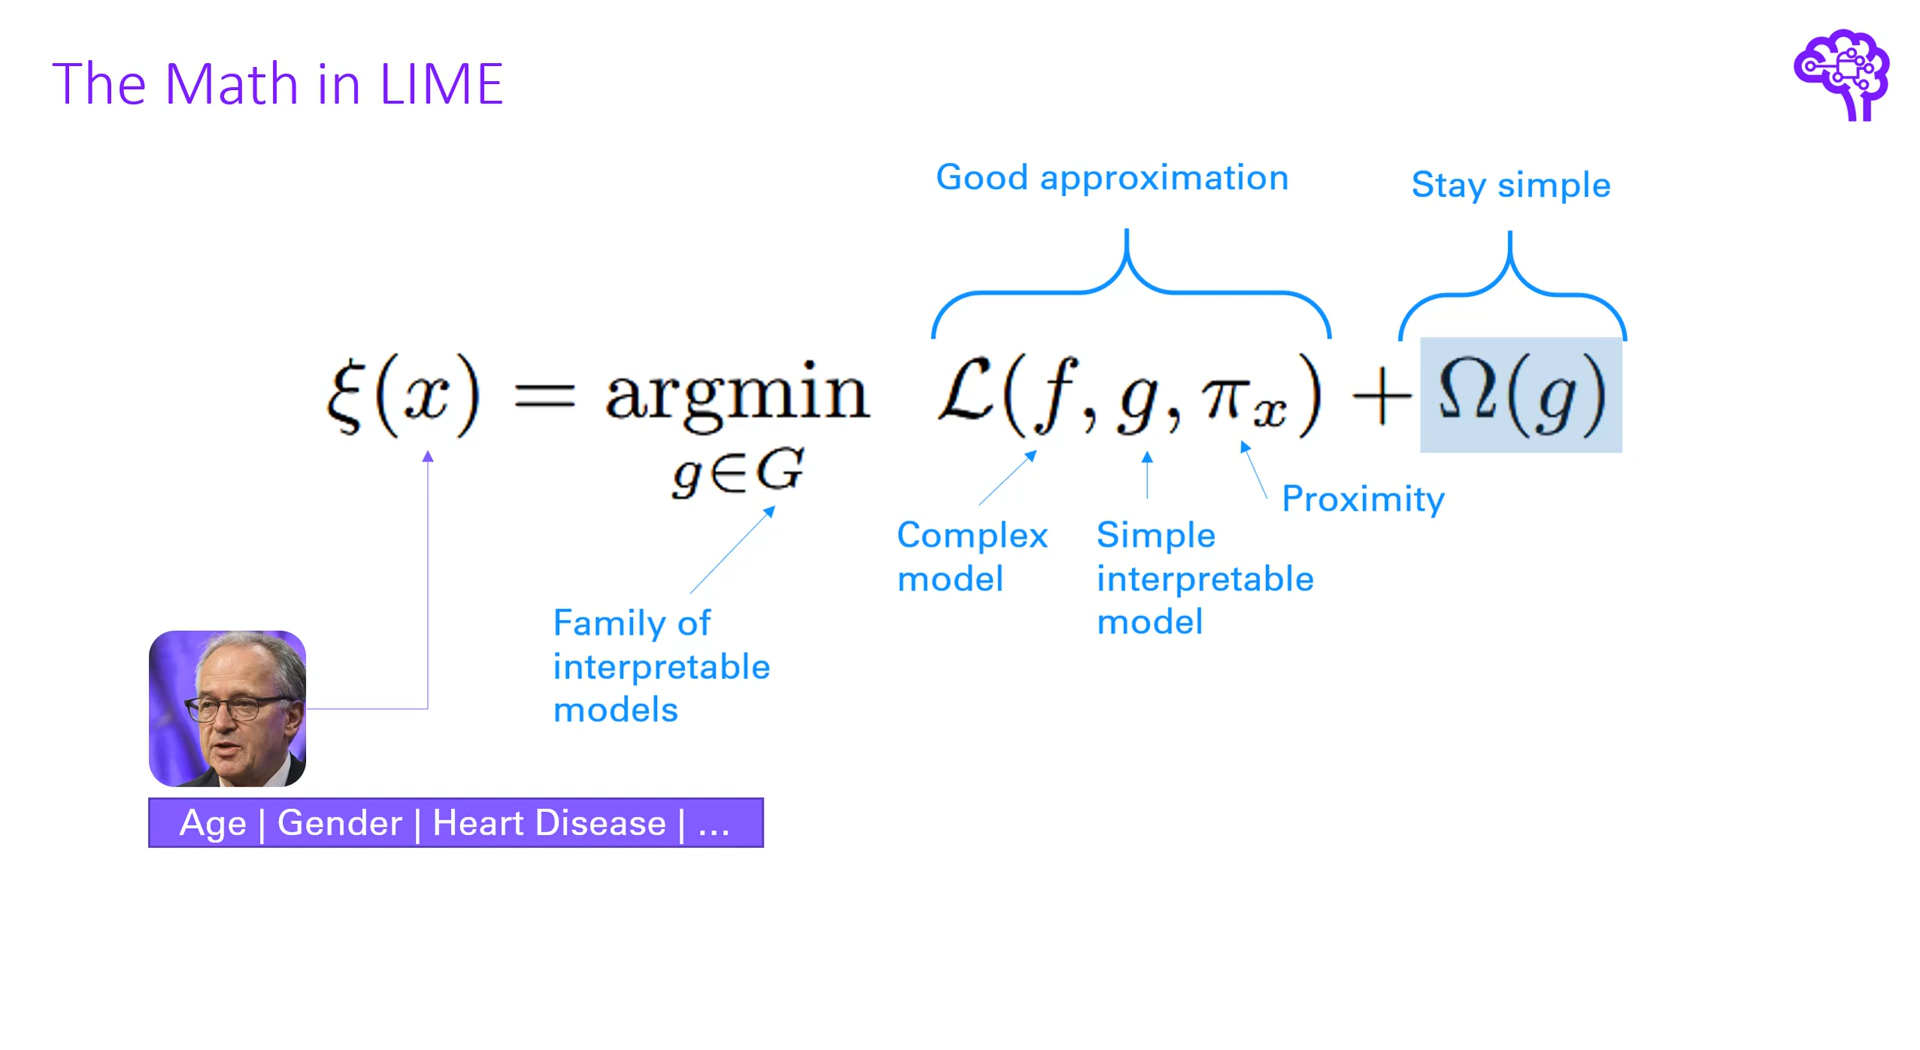 The Math in LIME
Good approximation
Stay simple
ξ(x) = argmin L(f, g, πₓ) + Ω(g)
g∈G
Proximity
Complex
model
Simple
interpretable
model
Family of
interpretable
models
Age | Gender | Heart Disease | ...